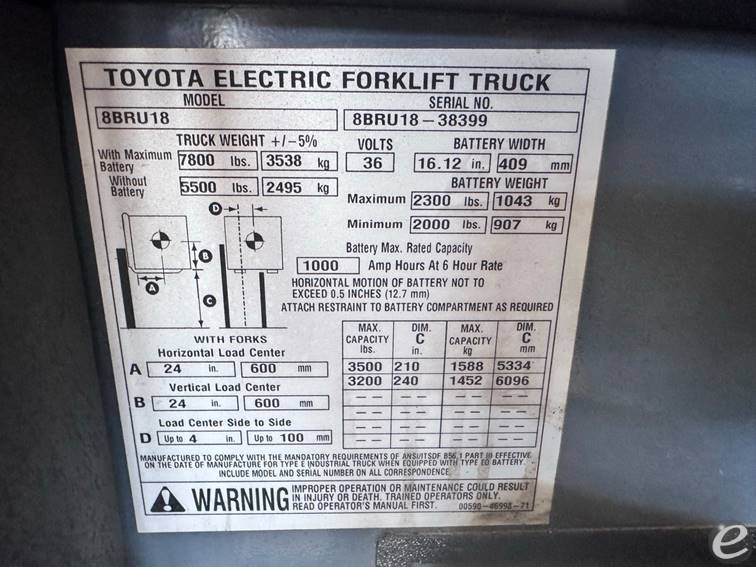 TOYOTA ELECTRIC FORKLIFT TRUCK
MODEL SERIAL NO.
8BRU18 8BRU18-38399
TRUCK WEIGHT +/-5% VOLTS BATTERY WIDTH
With Maximum Battery 7800 lbs. 3538 kg 36 16.12 in. 409 mm
Without Battery 5500 lbs. 2495 kg
BATTERY WEIGHT
Maximum 2300 lbs. 1043 kg
Minimum 2000 lbs. 907 kg
D
B
A
C
Battery Max. Rated Capacity
1000 Amp Hours At 6 Hour Rate
HORIZONTAL MOTION OF BATTERY NOT TO
EXCEED 0.5 INCHES (12.7 mm)
ATTACH RESTRAINT TO BATTERY COMPARTMENT AS REQUIRED
WITH FORKS
Horizontal Load Center
A 24 in. 600 mm
Vertical Load Center
B 24 in. 600 mm
Load Center Side to Side
D Up to 4 in. Up to 100 mm
MAX. CAPACITY lbs. DIM. C in. MAX. CAPACITY kg DIM. C mm
3500 210 1588 5334
3200 240 1452 6096
— — — — — — — —
— — — — — — — —
— — — — — — — —
— — — — — — — —
MANUFACTURED TO COMPLY WITH THE MANDATORY REQUIREMENTS OF ANSI/ITSDF B56.1 PART III EFFECTIVE
ON THE DATE OF MANUFACTURE FOR TYPE E INDUSTRIAL TRUCK WHEN EQUIPPED WITH TYPE EO BATTERY.
INCLUDE MODEL AND SERIAL NUMBER ON ALL CORRESPONDENCE.
WARNING
IMPROPER OPERATION OR MAINTENANCE COULD RESULT
IN INJURY OR DEATH. TRAINED OPERATORS ONLY.
READ OPERATOR'S MANUAL FIRST. 00590-46998-71
e